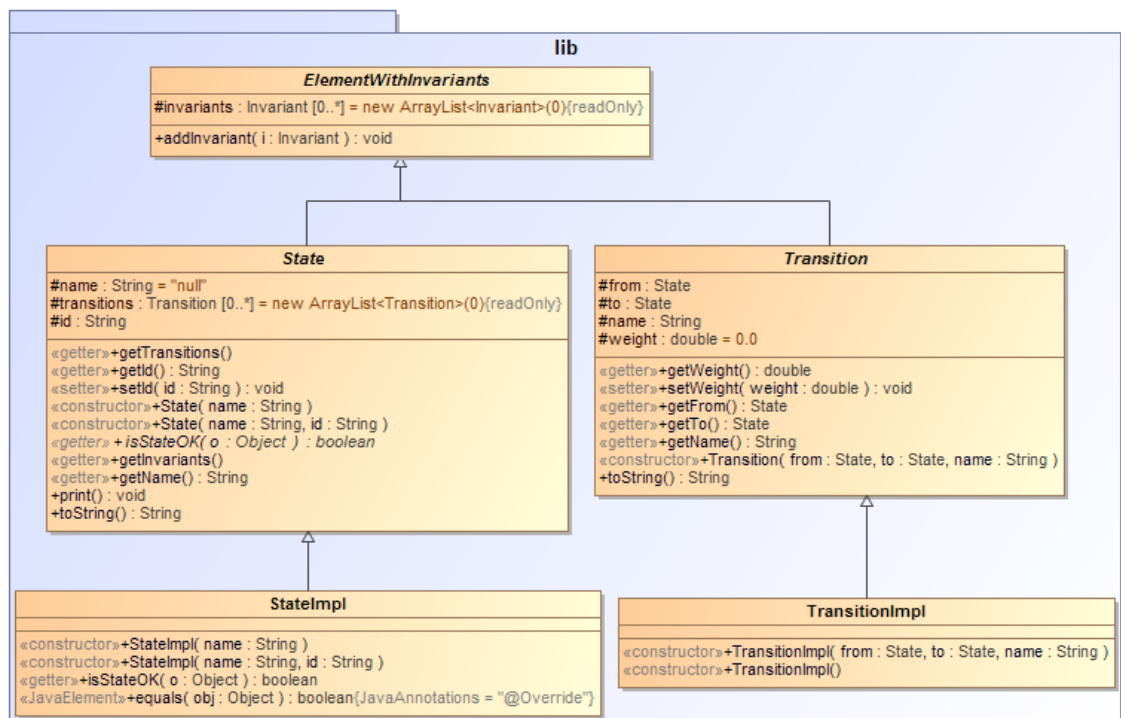 lib
ElementWithInvariants
#invariants : Invariant [0..*] = new ArrayList<Invariant>(0){readOnly}
+addInvariant( i : Invariant ) : void
State
#name : String = "null"
#transitions : Transition [0..*] = new ArrayList<Transition>(0){readOnly}
#id : String
«getter»+getTransitions()
«getter»+getId() : String
«setter»+setId( id : String ) : void
«constructor»+State( name : String )
«constructor»+State( name : String, id : String )
«getter» +isStateOK( o : Object ) : boolean
«getter»+getInvariants()
«getter»+getName() : String
+print() : void
+toString() : String
Transition
#from : State
#to : State
#name : String
#weight : double = 0.0
«getter»+getWeight() : double
«setter»+setWeight( weight : double ) : void
«getter»+getFrom() : State
«getter»+getTo() : State
«getter»+getName() : String
«constructor»+Transition( from : State, to : State, name : String )
+toString() : String
StateImpl
«constructor»+StateImpl( name : String )
«constructor»+StateImpl( name : String, id : String )
«getter»+isStateOK( o : Object ) : boolean
«JavaElement»+equals( obj : Object ) : boolean{JavaAnnotations = "@Override"}
TransitionImpl
«constructor»+TransitionImpl( from : State, to : State, name : String )
«constructor»+TransitionImpl()